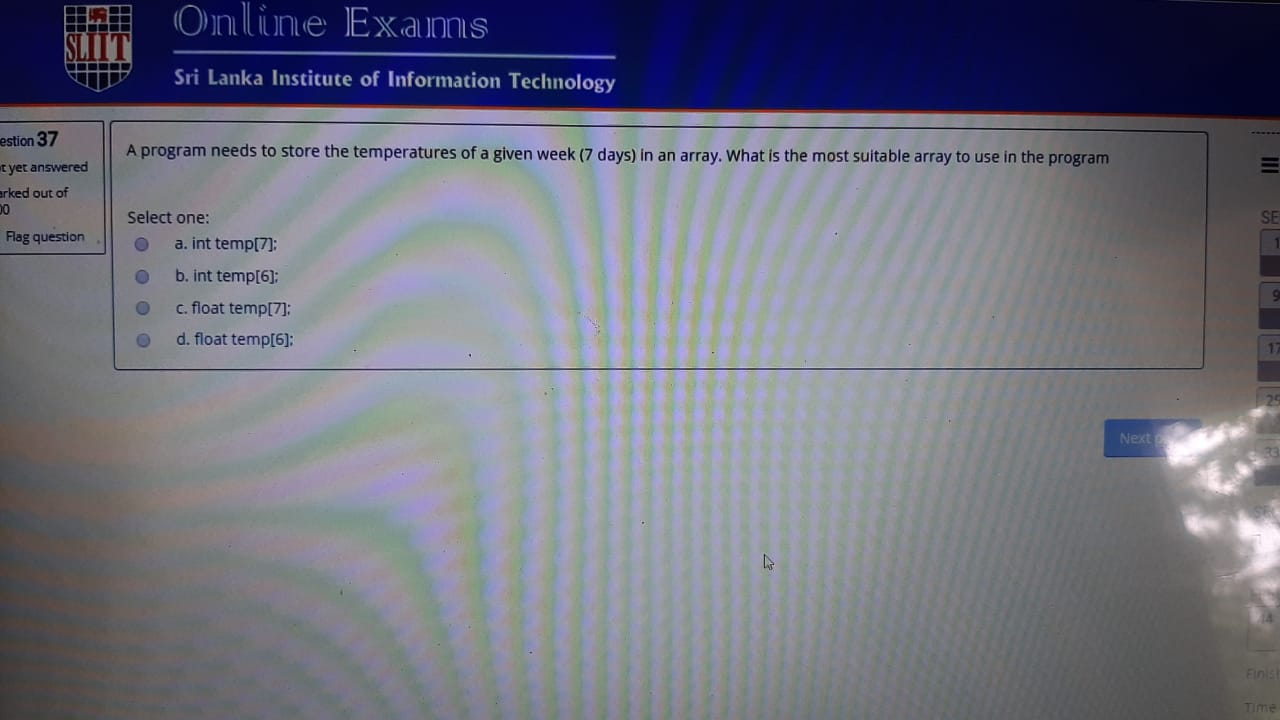 SLIIT
Online Exams
Sri Lanka Institute of Information Technology
estion 37
t yet answered
arked out of
00
Flag question
A program needs to store the temperatures of a given week (7 days) in an array. What is the most suitable array to use in the program
Select one:
a. int temp[7];
b. int temp[6];
c. float temp[7];
d. float temp[6];
Next p
SE
1
9
17
25
33
Finish
Time